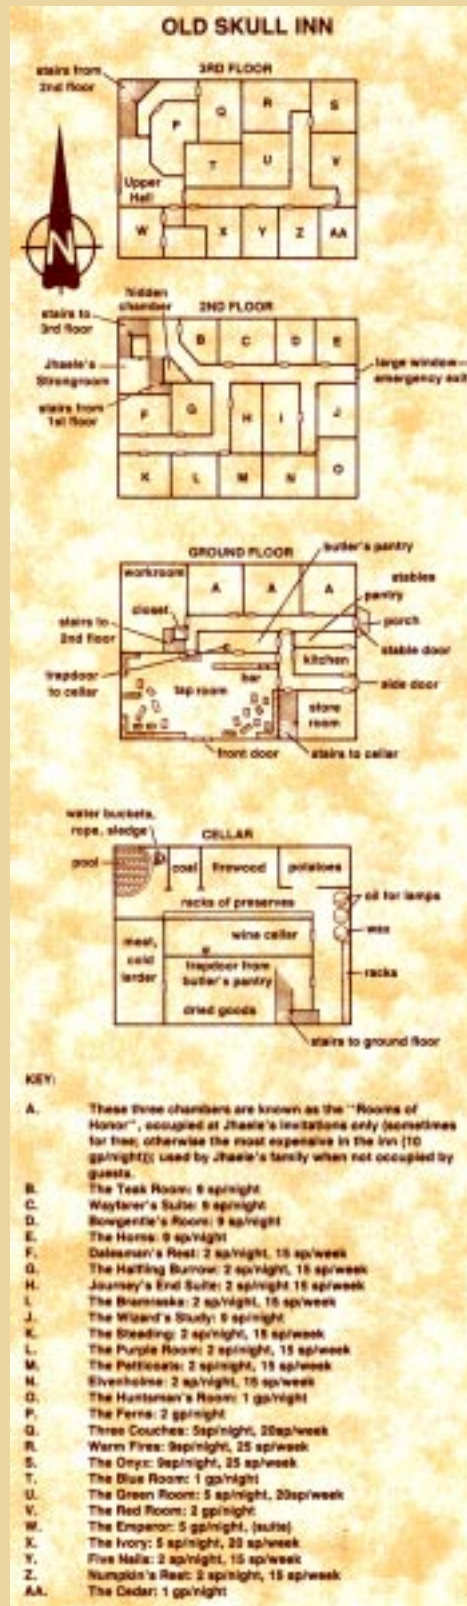 OLD SKULL INN
stairs from
2nd floor
3RD FLOOR
P
Q
R
S
T
U
V
Upper
Hall
W
X
Y
Z
AA
N
hidden
chamber
2ND FLOOR
stairs to
3rd floor
Jhaele's
Strongroom
stairs from
1st floor
B
C
D
E
large window—
emergency exit
F
G
H
I
J
K
L
M
N
O
GROUND FLOOR
butler's pantry
workroom
A
A
A
stables
pantry
closet
porch
stairs to
2nd floor
stable door
kitchen
trapdoor
to cellar
bar
tap room
side door
store
room
front door
stairs to cellar
water buckets,
rope, sledge
CELLAR
pool
coal
firewood
potatoes
oil for lamps
racks of preserves
wax
meat,
cold
larder
wine cellar
trapdoor from
butler's pantry
racks
dried goods
stairs to ground floor
KEY:
A. These three chambers are known as the "Rooms of
Honor", occupied at Jhaele's invitations only (sometimes
for free; otherwise the most expensive in the inn (10
gp/night)); used by Jhaele's family when not occupied by
guests.
B. The Teak Room: 9 sp/night
C. Wayfarer's Suite: 9 sp/night
D. Bowgentle's Room: 9 sp/night
E. The Horns: 9 sp/night
F. Dalesman's Rest: 2 sp/night, 15 sp/week
G. The Halfling Burrow: 2 sp/night, 15 sp/week
H. Journey's End Suite: 2 sp/night 15 sp/week
I. The Bramraska: 2 sp/night, 15 sp/week
J. The Wizard's Study: 9 sp/night
K. The Steading: 2 sp/night, 15 sp/week
L. The Purple Room: 2 sp/night, 15 sp/week
M. The Petticoats: 2 sp/night, 15 sp/week
N. Elvenholme: 2 sp/night, 15 sp/week
O. The Huntsman's Room: 1 gp/night
P. The Ferns: 2 gp/night
Q. Three Couches: 5sp/night, 20sp/week
R. Warm Fires: 9sp/night, 25 sp/week
S. The Onyx: 9sp/night, 25 sp/week
T. The Blue Room: 1 gp/night
U. The Green Room: 5 sp/night, 20sp/week
V. The Red Room: 2 gp/night
W. The Emperor: 5 gp/night, (suite)
X. The Ivory: 5 sp/night, 20 sp/week
Y. Five Nails: 2 sp/night, 15 sp/week
Z. Numpkin's Rest: 2 sp/night, 15 sp/week
AA. The Cedar: 1 gp/night